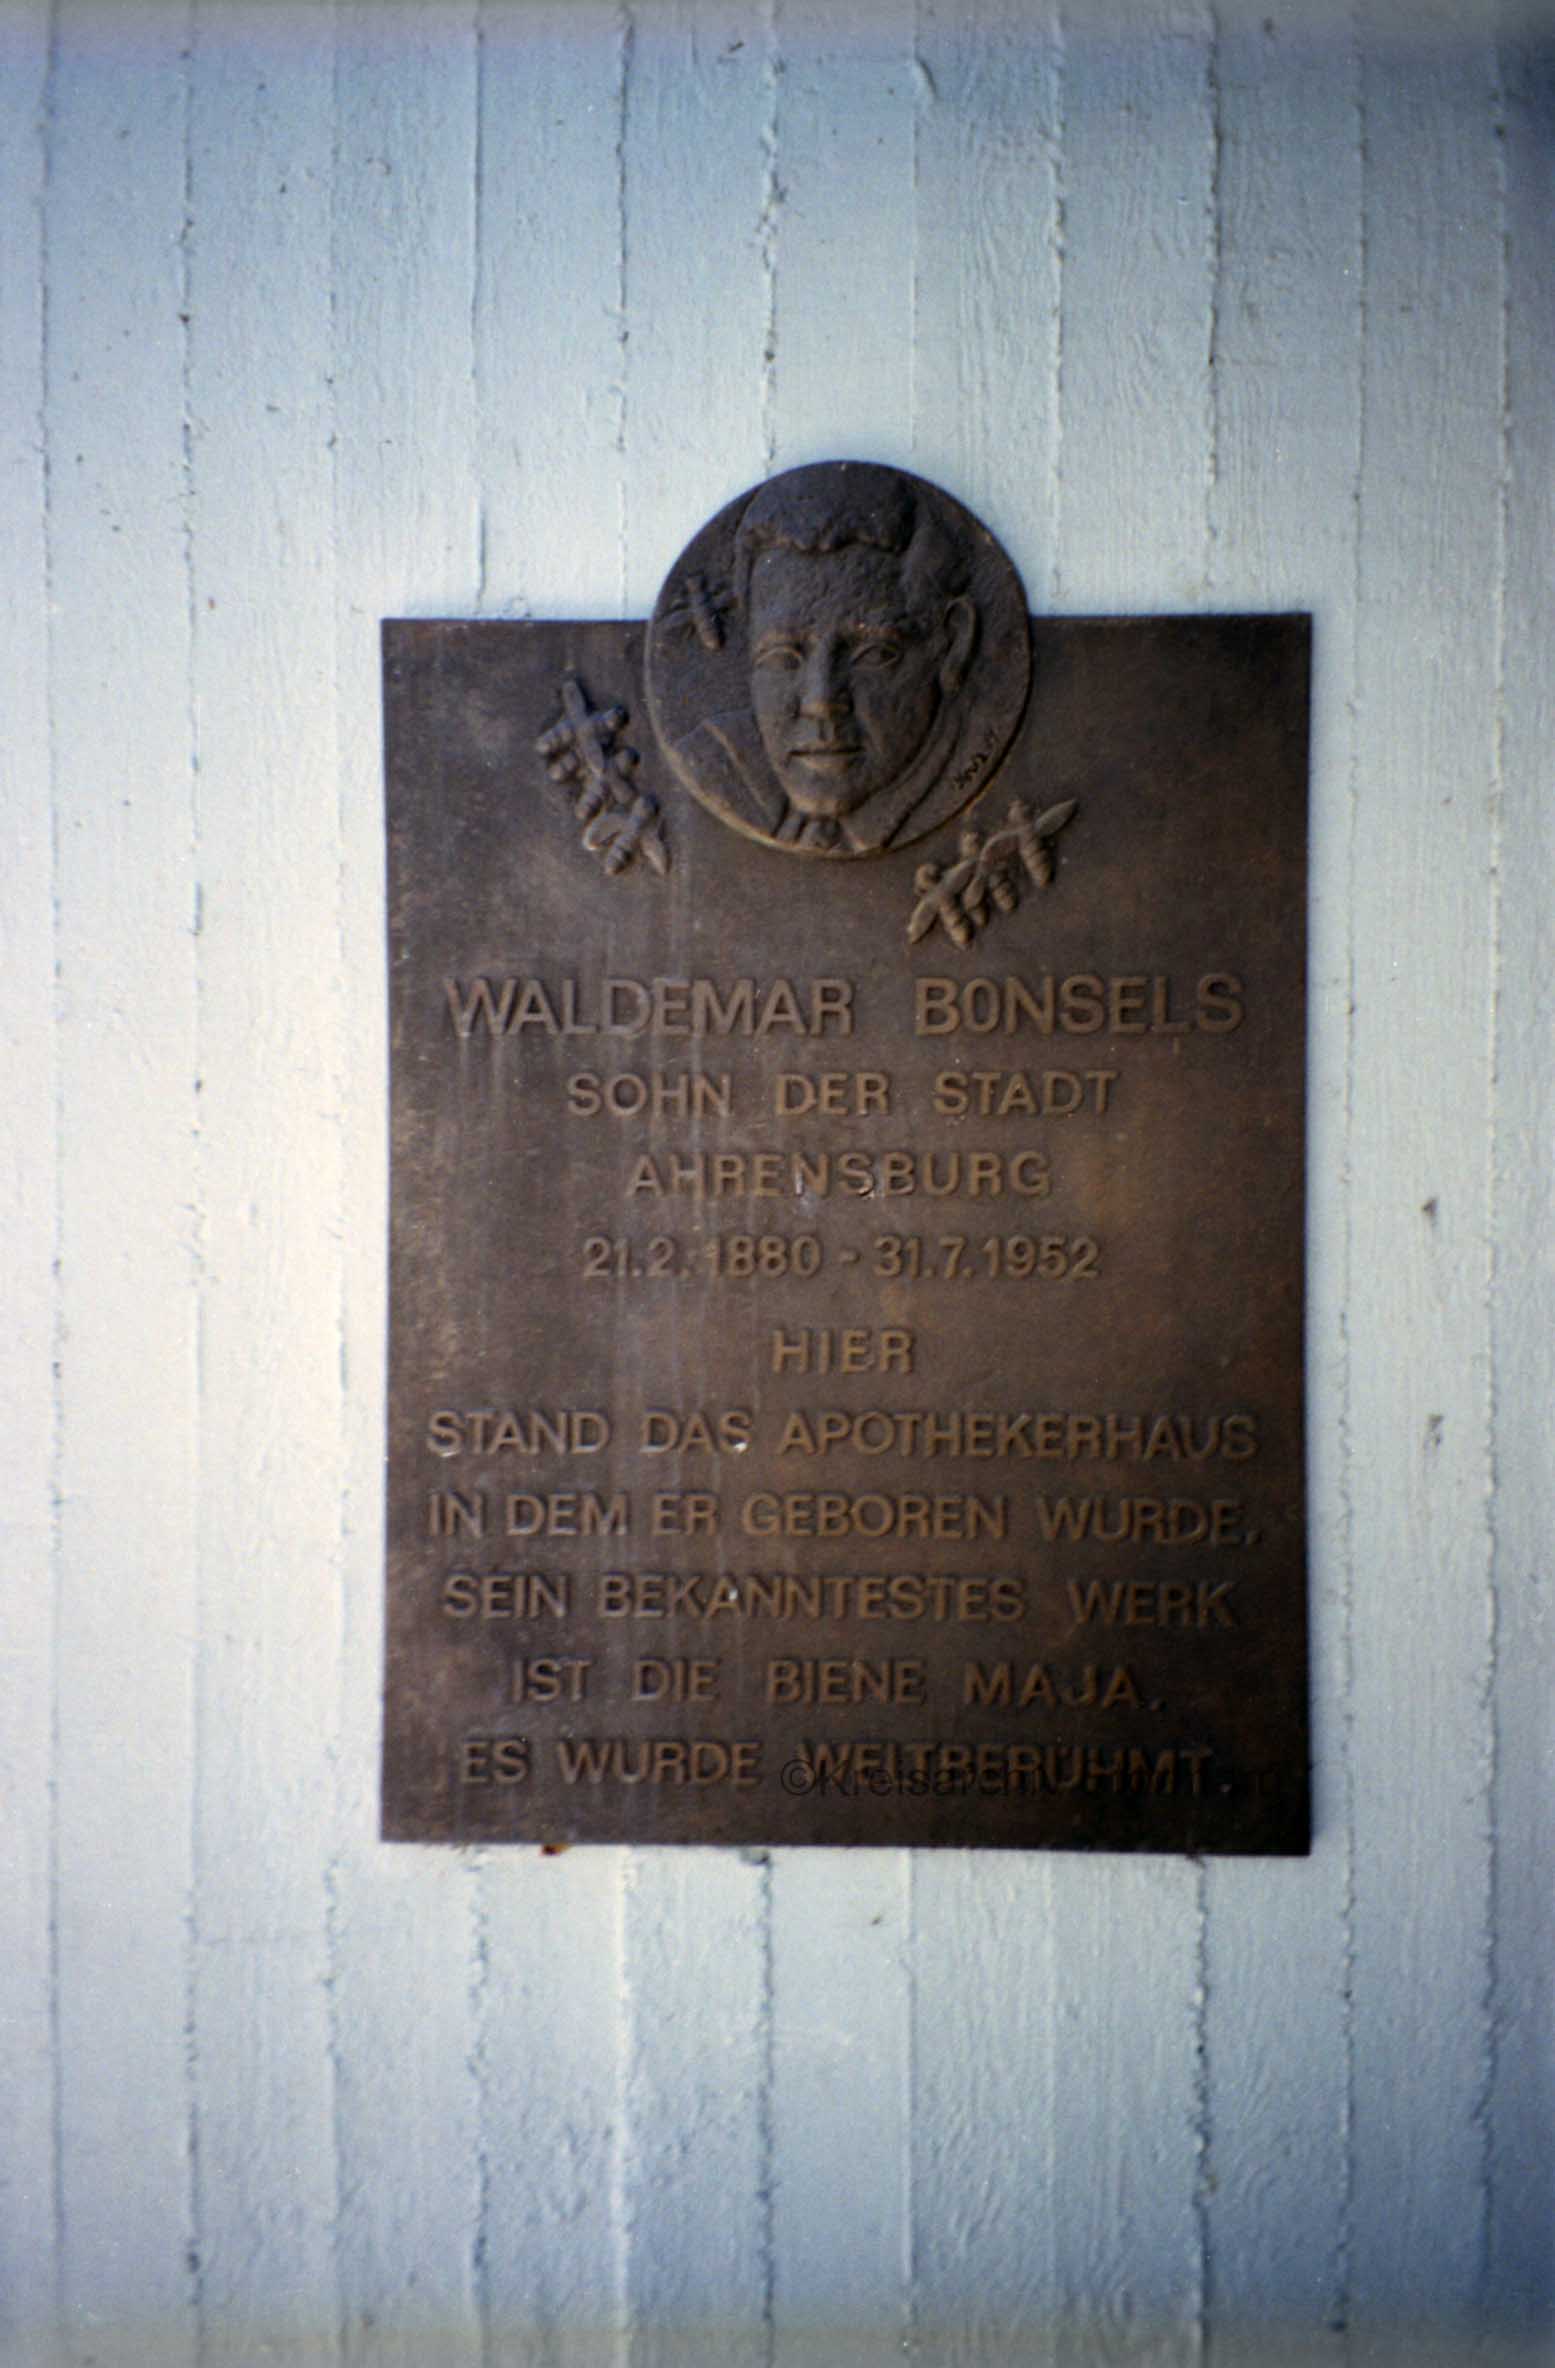 WALDEMAR BONSELS
SOHN DER STADT
AHRENSBURG
21.2.1880 - 31.7.1952
HIER
STAND DAS APOTHEKERHAUS
IN DEM ER GEBOREN WURDE.
SEIN BEKANNTESTES WERK
IST DIE BIENE MAJA.
ES WURDE WELTBERÜHMT.
©Kreisarchiv